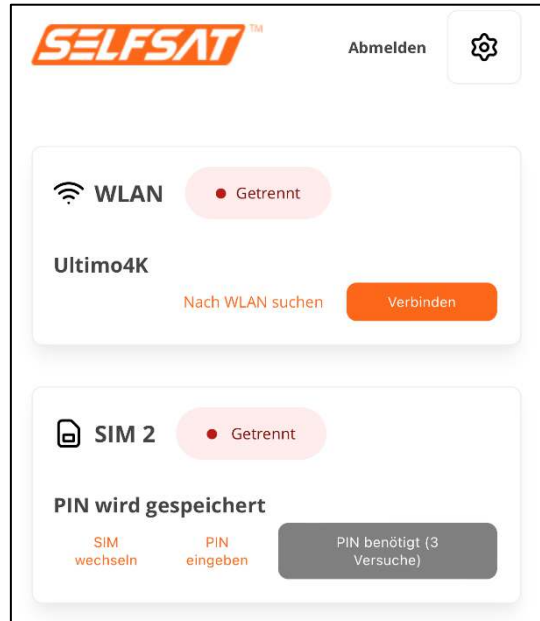 SELFSAT™
Abmelden
WLAN
Getrennt
Ultimo4K
Nach WLAN suchen
Verbinden
SIM 2
Getrennt
PIN wird gespeichert
SIM
wechseln
PIN
eingeben
PIN benötigt (3
Versuche)